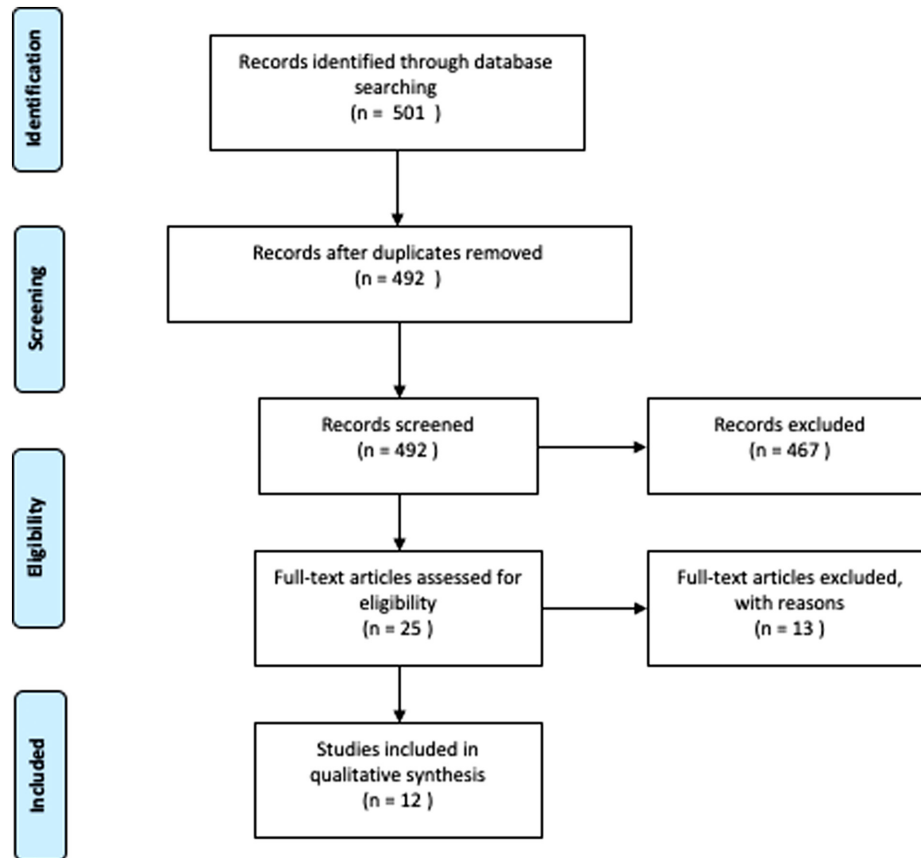 Identification
Records identified through database
searching
(n = 501 )
Screening
Records after duplicates removed
(n = 492 )
Records screened
(n = 492 )
Records excluded
(n = 467 )
Eligibility
Full-text articles assessed for
eligibility
(n = 25 )
Full-text articles excluded,
with reasons
(n = 13 )
Included
Studies included in
qualitative synthesis
(n = 12 )